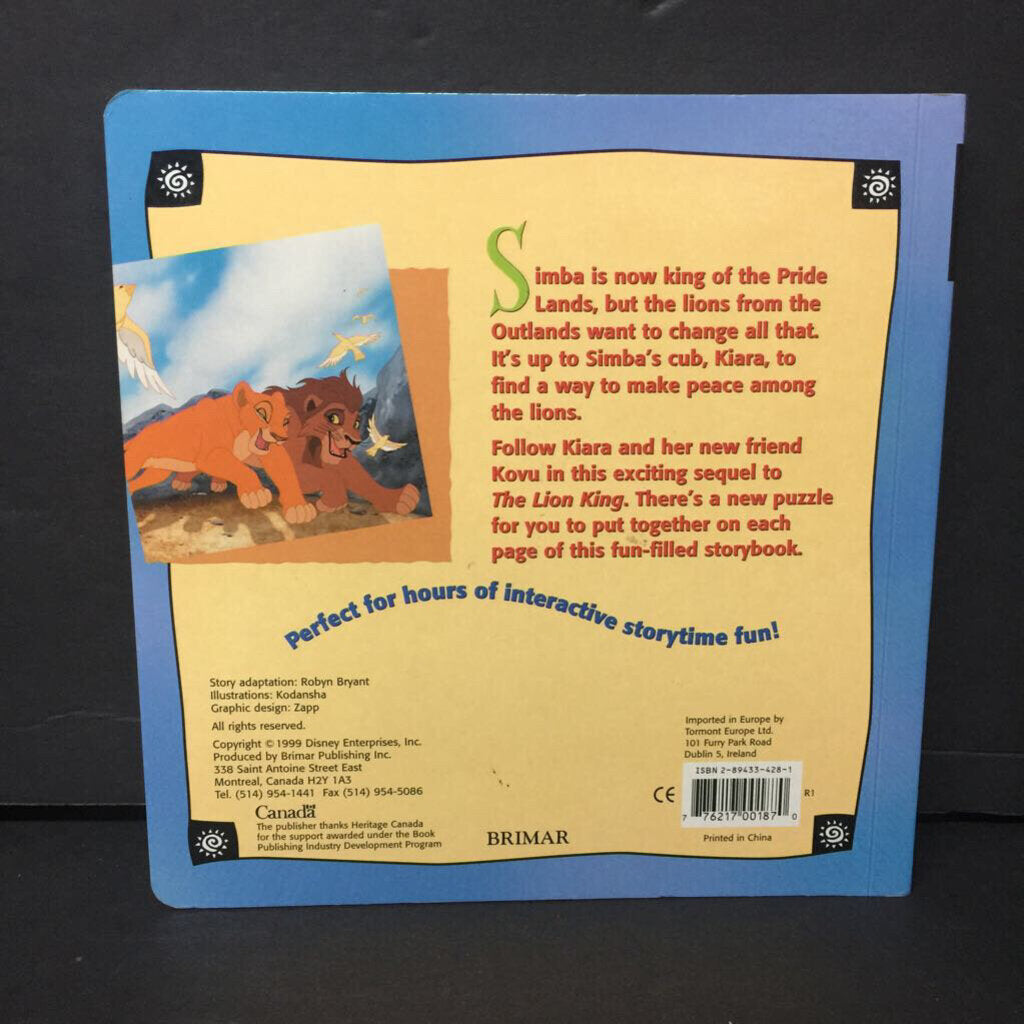 Simba is now king of the Pride
Lands, but the lions from the
Outlands want to change all that.
It's up to Simba's cub, Kiara, to
find a way to make peace among
the lions.
Follow Kiara and her new friend
Kovu in this exciting sequel to
The Lion King. There's a new puzzle
for you to put together on each
page of this fun-filled storybook.
Perfect for hours of interactive storytime fun!
Story adaptation: Robyn Bryant
Illustrations: Kodansha
Graphic design: Zapp
All rights reserved.
Copyright © 1999 Disney Enterprises, Inc.
Produced by Brimar Publishing Inc.
338 Saint Antoine Street East
Montreal, Canada H2Y 1A3
Tel. (514) 954-1441 Fax (514) 954-5086
Canada
The publisher thanks Heritage Canada
for the support awarded under the Book
Publishing Industry Development Program
BRIMAR
Imported in Europe by
Tormont Europe Ltd.
101 Furry Park Road
Dublin 5, Ireland
ISBN 2-89433-428-1
CE
R1
7 76217 00187 0
Printed in China